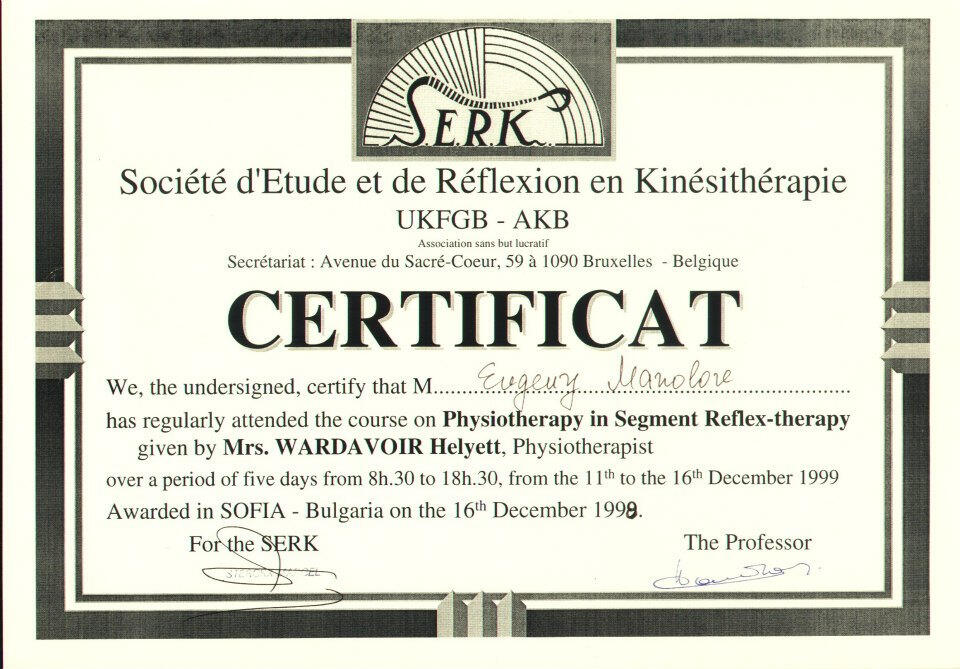 S.E.R.K.
Société d'Etude et de Réflexion en Kinésithérapie
UKFGB - AKB
Association sans but lucratif
Secrétariat : Avenue du Sacré-Coeur, 59 à 1090 Bruxelles - Belgique
CERTIFICAT
We, the undersigned, certify that M.......Evgeny Manolove.......
has regularly attended the course on Physiotherapy in Segment Reflex-therapy
given by Mrs. WARDAVOIR Helyett, Physiotherapist
over a period of five days from 8h.30 to 18h.30, from the 11th to the 16th December 1999
Awarded in SOFIA - Bulgaria on the 16th December 1998.
For the SERK
The Professor